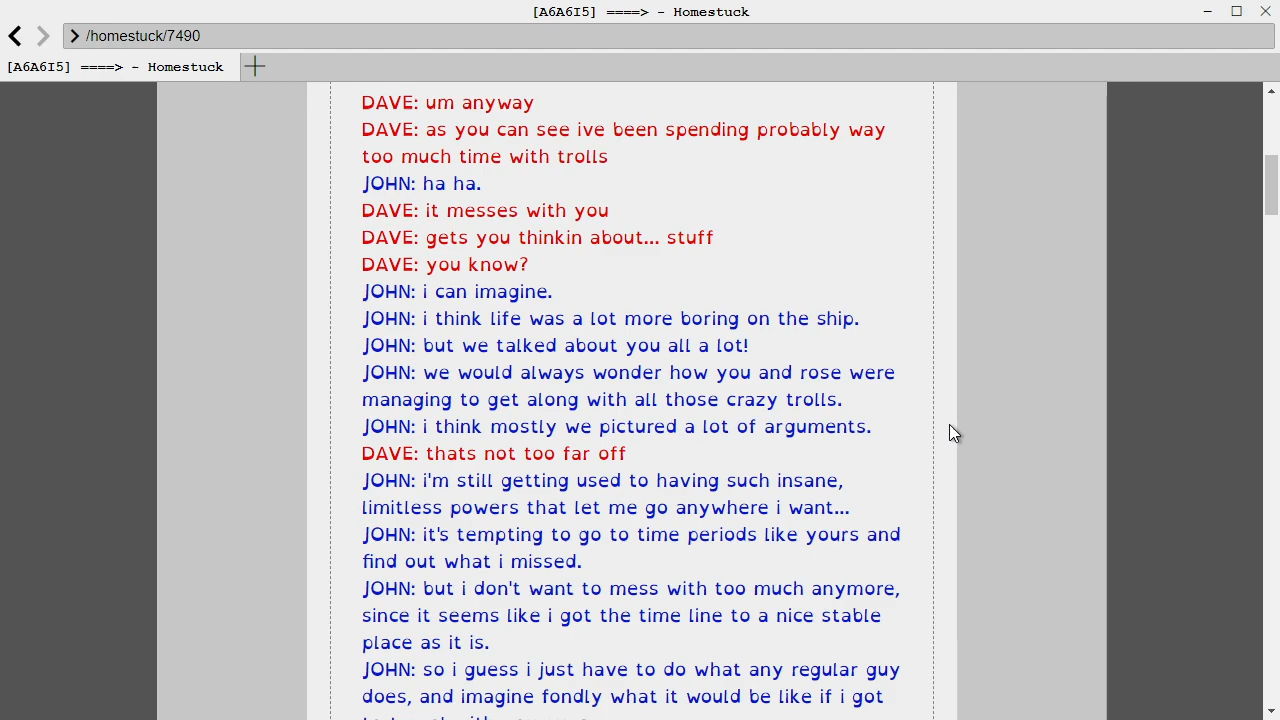 [A6A6I5] ====> - Homestuck
/homestuck/7490
[A6A6I5] ====> - Homestuck
DAVE: um anyway
DAVE: as you can see ive been spending probably way
too much time with trolls
JOHN: ha ha.
DAVE: it messes with you
DAVE: gets you thinkin about... stuff
DAVE: you know?
JOHN: i can imagine.
JOHN: i think life was a lot more boring on the ship.
JOHN: but we talked about you all a lot!
JOHN: we would always wonder how you and rose were
managing to get along with all those crazy trolls.
JOHN: i think mostly we pictured a lot of arguments.
DAVE: thats not too far off
JOHN: i'm still getting used to having such insane,
limitless powers that let me go anywhere i want...
JOHN: it's tempting to go to time periods like yours and
find out what i missed.
JOHN: but i don't want to mess with too much anymore,
since it seems like i got the time line to a nice stable
place as it is.
JOHN: so i guess i just have to do what any regular guy
does, and imagine fondly what it would be like if i got